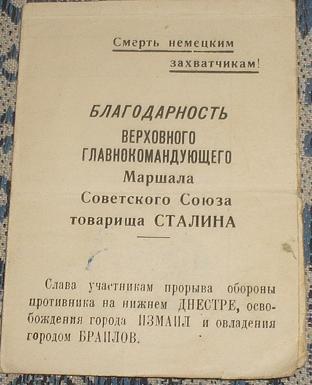 Смерть немецким
захватчикам!
БЛАГОДАРНОСТЬ
ВЕРХОВНОГО
ГЛАВНОКОМАНДУЮЩЕГО
Маршала
Советского Союза
товарища СТАЛИНА
Слава участникам прорыва обороны
противника на нижнем ДНЕСТРЕ, осво-
бождения города ИЗМАИЛ и овладения
городом БРАИЛОВ.